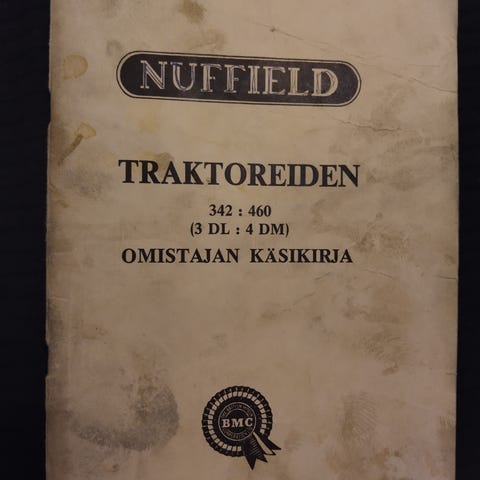 NUFFIELD
TRAKTOREIDEN
342 : 460
(3 DL : 4 DM)
OMISTAJAN KÄSIKIRJA
BMC